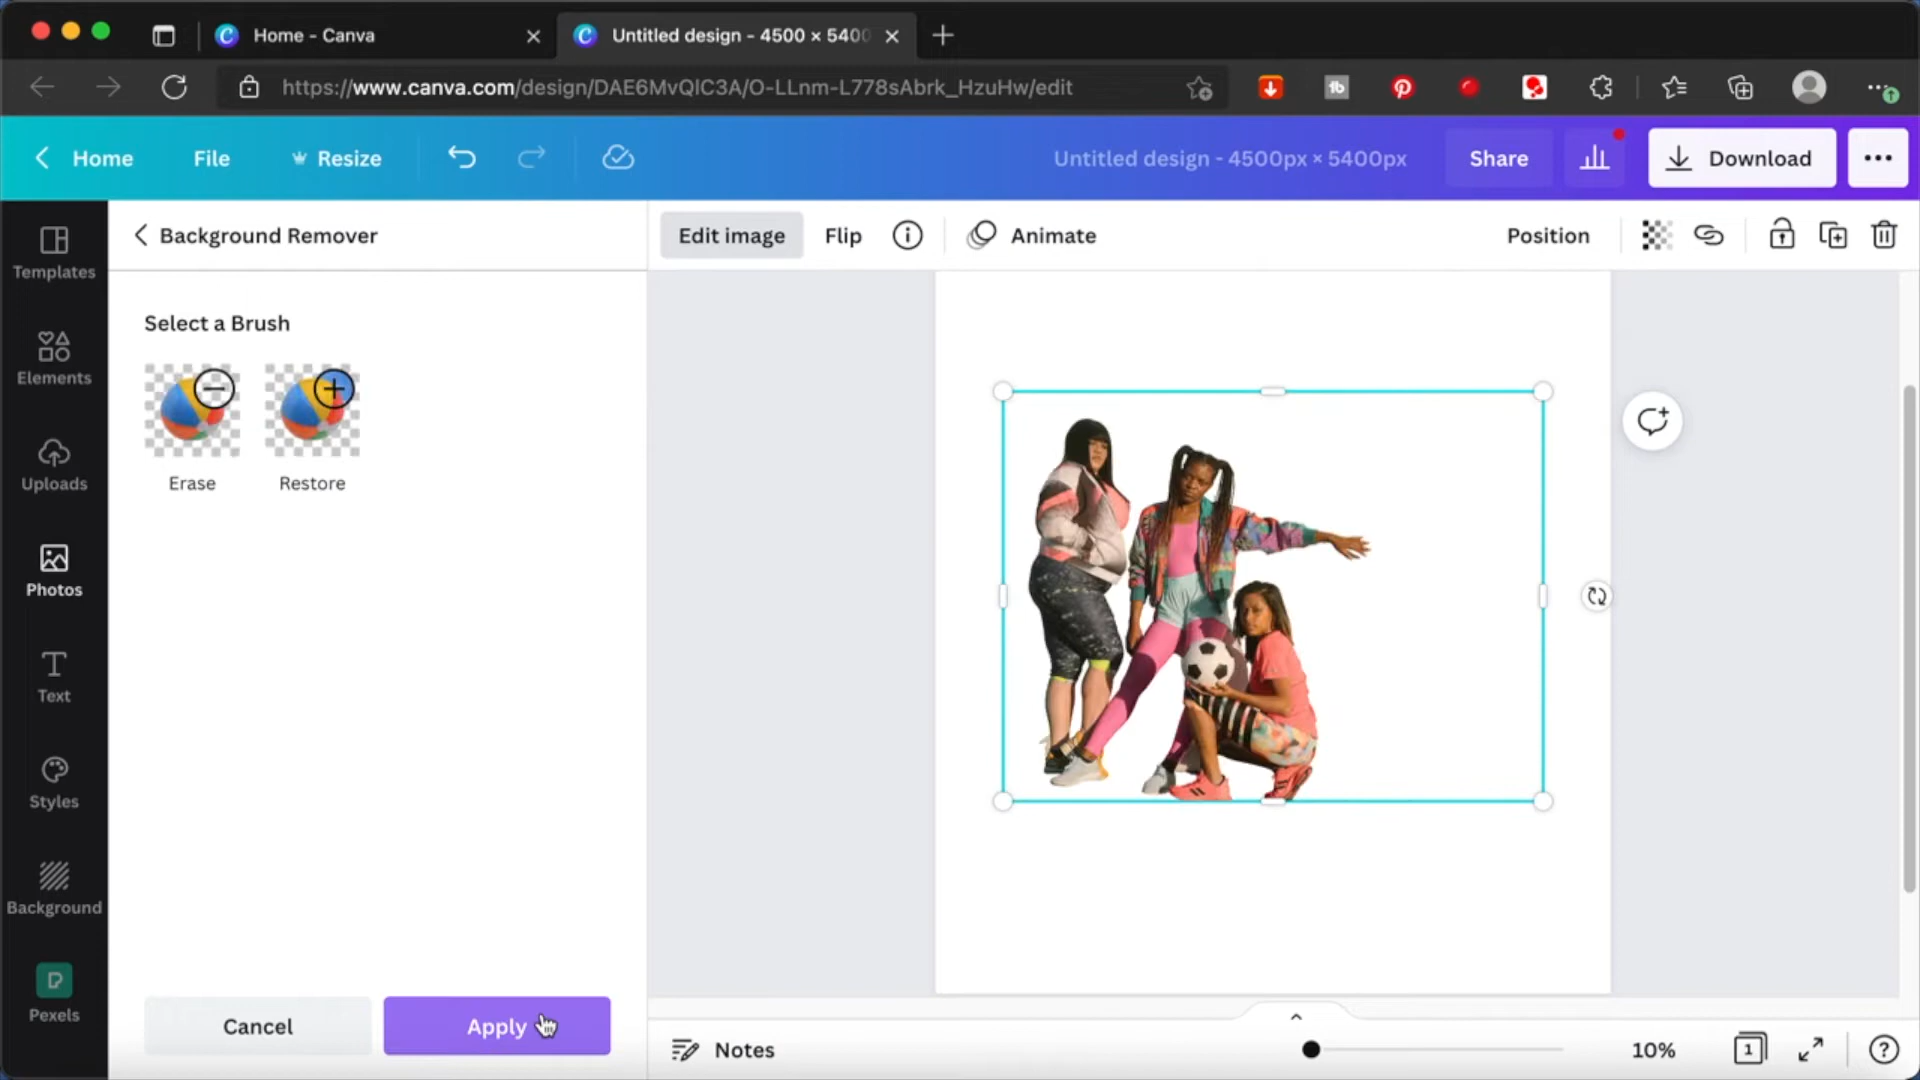 Home - Canva
Untitled design - 4500 × 5400
https://www.canva.com/design/DAE6MvQlC3A/O-LLnm-L778sAbrk_HzuHw/edit
Home
File
Resize
Untitled design - 4500px × 5400px
Share
Download
Background Remover
Edit image
Flip
Animate
Position
Templates
Elements
Uploads
Photos
Text
Styles
Background
Pexels
Select a Brush
Erase
Restore
Cancel
Apply
Notes
10%
1